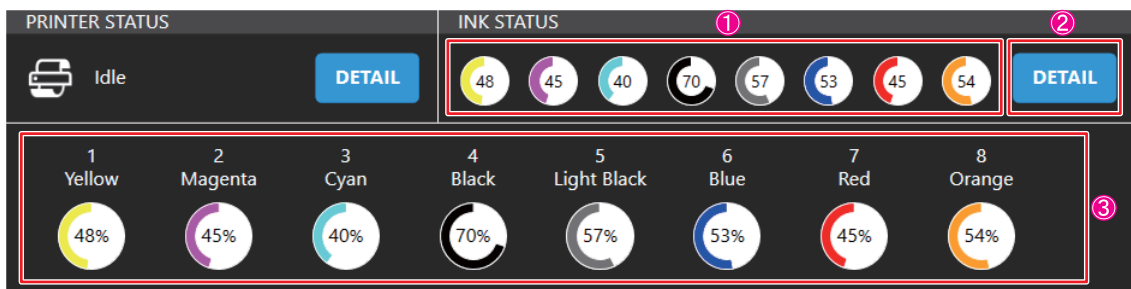 PRINTER STATUS
INK STATUS
①
②
Idle
DETAIL
48 45 40 70 57 53 45 54
DETAIL
1 2 3 4 5 6 7 8
Yellow Magenta Cyan Black Light Black Blue Red Orange
③
48% 45% 40% 70% 57% 53% 45% 54%